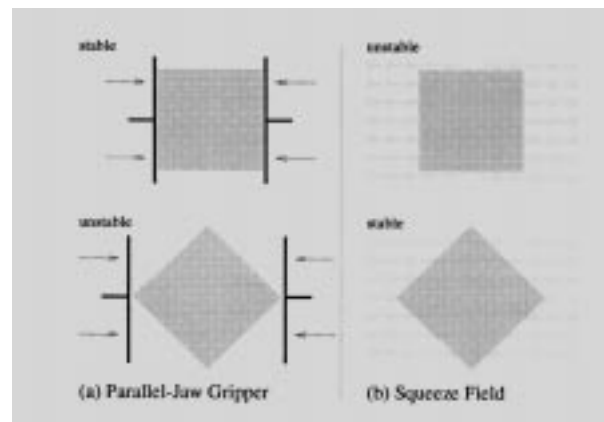 stable
unstable
unstable
stable
(a) Parallel-Jaw Gripper
(b) Squeeze Field